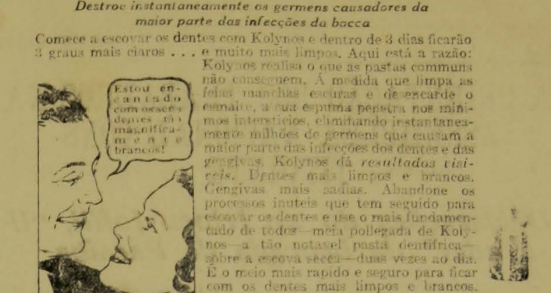 Destroe instantaneamente os germens causadores da
maior parte das infecções da bocca
Comece a escovar os dentes com Kolynos e dentro de 3 dias ficarão
3 graus mais claros . . . e muito mais limpos. Aqui está a razão:
Kolynos realisa o que as pastas communs
não conseguem. Á medida que limpa as
feias manchas escuras e desencarde o
esmalte, a sua espuma penetra nos mini-
mos intersticios, eliminando instantanea-
mente milhões de germens que causam a
maior parte das infecções dos dentes e das
gengivas. Kolynos dá resultados visi-
veis. Dentes mais limpos e brancos.
Gengivas mais sadias. Abandone os
processos inuteis que tem seguido para
escovar os dentes e use o mais fundamen-
tado de todos—meia pollegada de Koly-
nos—a tão notavel pasta dentifrica—
sobre a escova secca—duas vezes ao dia.
É o meio mais rapido e seguro para ficar
com os dentes mais limpos e brancos.
Estou en-
cantado
com os seus
dentes tão
magnifica-
mente
brancos!